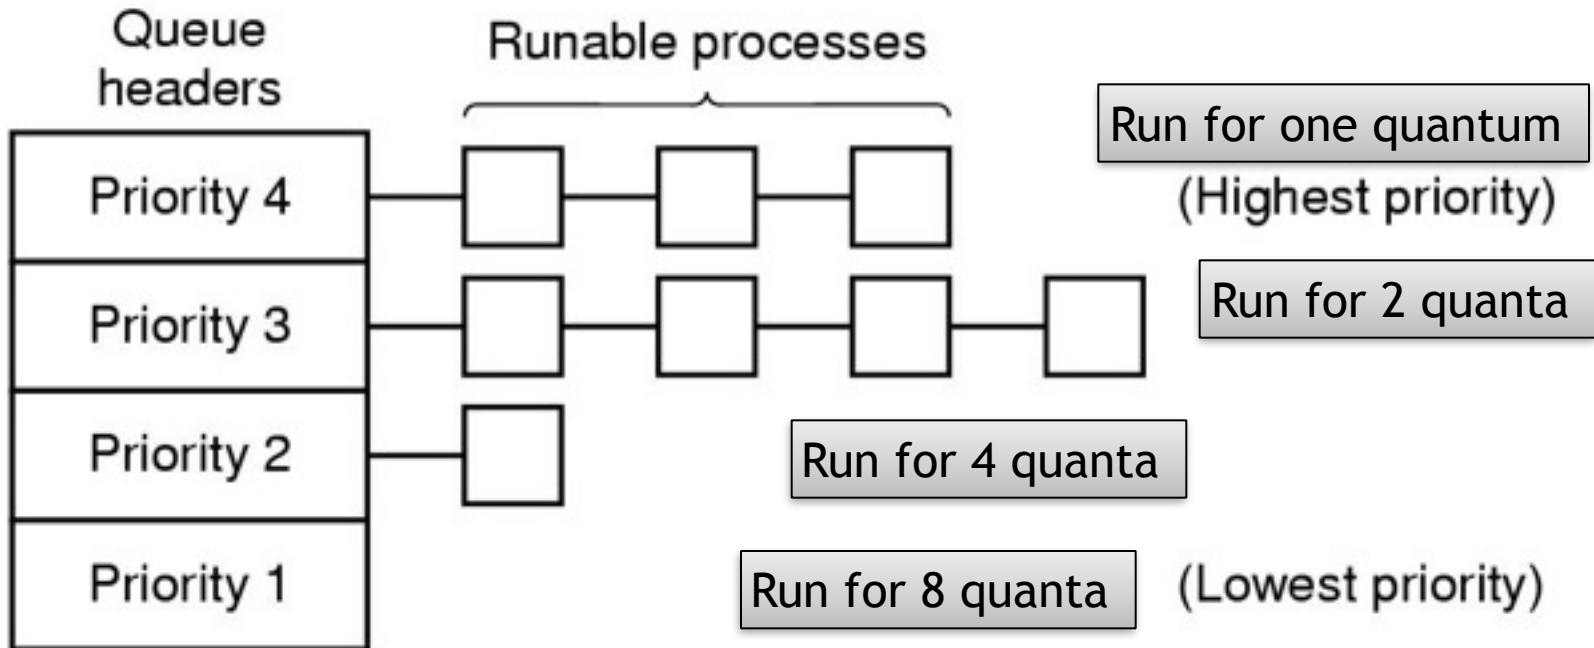 Queue
headers
Runable processes
Run for one quantum
Priority 4
(Highest priority)
Run for 2 quanta
Priority 3
Priority 2
Run for 4 quanta
Priority 1
Run for 8 quanta
(Lowest priority)